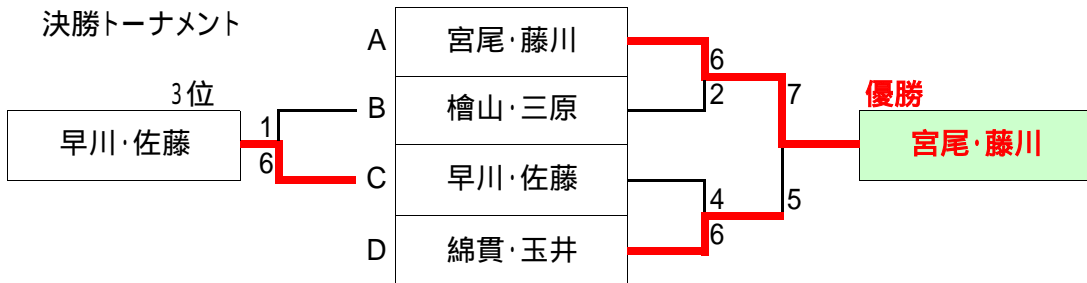 決勝トーナメント
A 宮尾・藤川 6
3位 B 檜山・三原 2 7 優勝
早川・佐藤 1 6 宮尾・藤川
C 早川・佐藤 4 5
D 綿貫・玉井 6